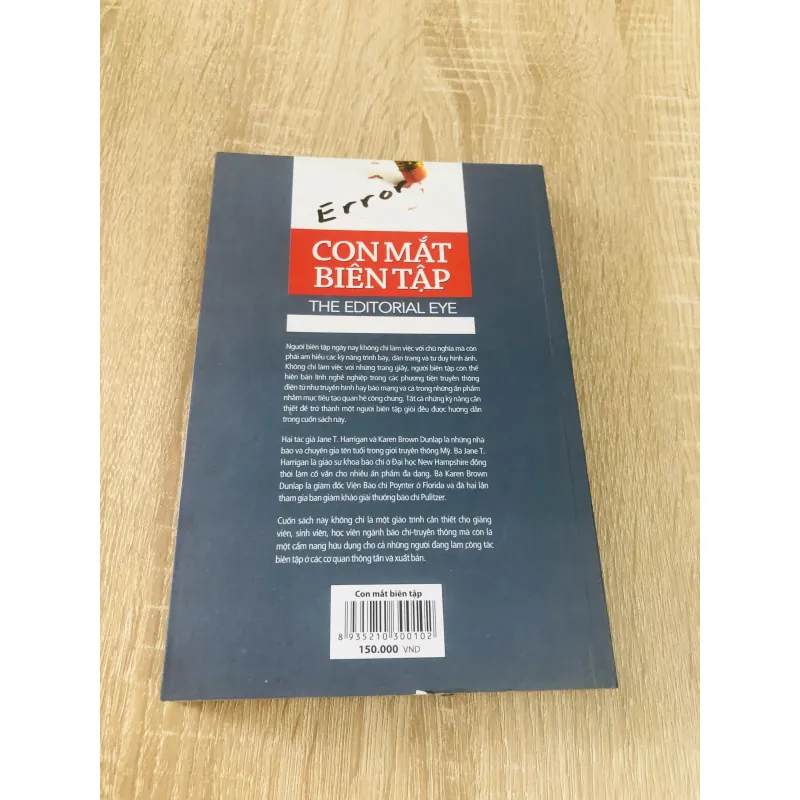 Error
CON MẮT
BIÊN TẬP
THE EDITORIAL EYE
Người biên tập ngày nay không chỉ làm việc với chữ nghĩa mà còn
phải am hiểu các kỹ năng trình bày, dàn trang và tư duy hình ảnh.
Không chỉ làm việc với những trang giấy, người biên tập còn thể
hiện bản lĩnh nghề nghiệp trong các phương tiện truyền thông
điện tử như truyền hình hay báo mạng và cả trong những ấn phẩm
nhằm mục tiêu tạo quan hệ công chúng. Tất cả những kỹ năng cần
thiết để trở thành một người biên tập giỏi đều được hướng dẫn
trong cuốn sách này.
Hai tác giả Jane T. Harrigan và Karen Brown Dunlap là những nhà
báo và chuyên gia tên tuổi trong giới truyền thông Mỹ. Bà Jane T.
Harrigan là giáo sư khoa báo chí ở Đại học New Hampshire đồng
thời làm cố vấn cho nhiều ấn phẩm đa dạng. Bà Karen Brown
Dunlap là giám đốc Viện Báo chí Poynter ở Florida và đã hai lần
tham gia ban giám khảo giải thưởng báo chí Pulitzer.
Cuốn sách này không chỉ là một giáo trình cần thiết cho giảng
viên, sinh viên, học viên ngành báo chí-truyền thông mà còn là
một cẩm nang hữu dụng cho cả những người đang làm công tác
biên tập ở các cơ quan thông tấn và xuất bản.
Con mắt biên tập
8 935210 300102
150.000 VND